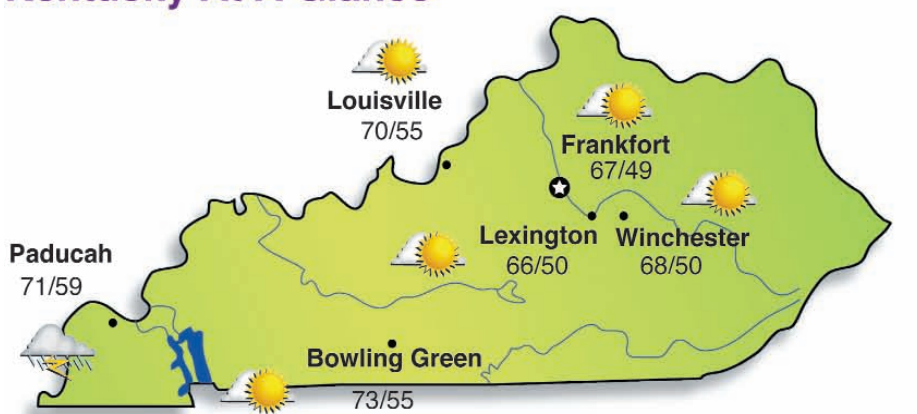 Louisville
70/55
Frankfort
67/49
Lexington
66/50
Winchester
68/50
Paducah
71/59
Bowling Green
73/55